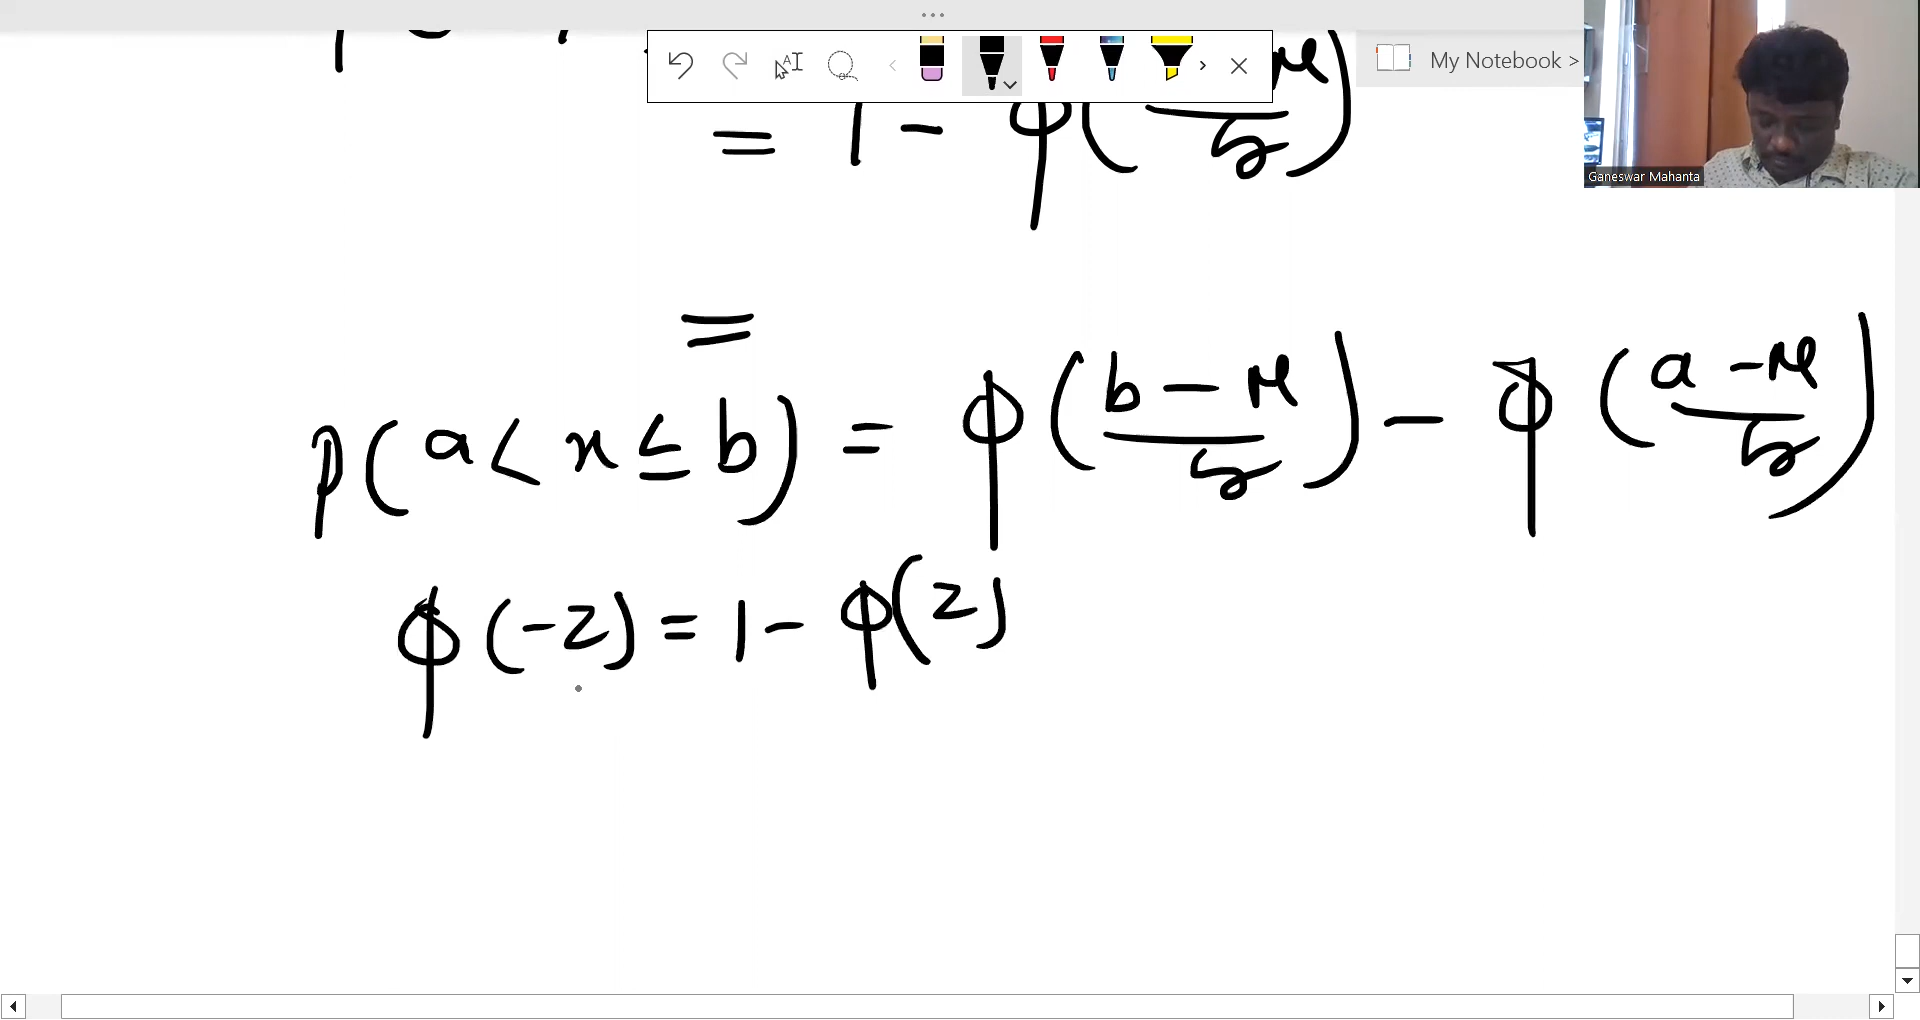 My Notebook >
= 1 - φ( μ/σ)
Ganeswar Mahanta
=
p(a < x ≤ b) = φ((b - μ)/σ) - φ((a - μ)/σ)
φ(-z) = 1 - φ(z)